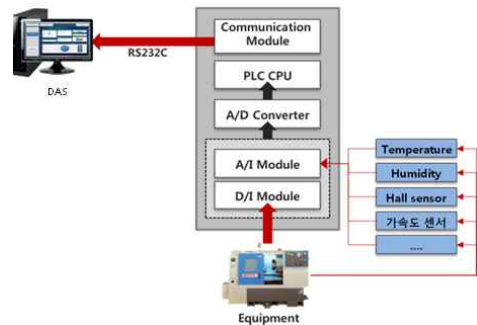 Communication
Module
RS232C
DAS
PLC CPU
A/D Converter
A/I Module
D/I Module
Temperature
Humidity
Hall sensor
가속도 센서
....
Equipment